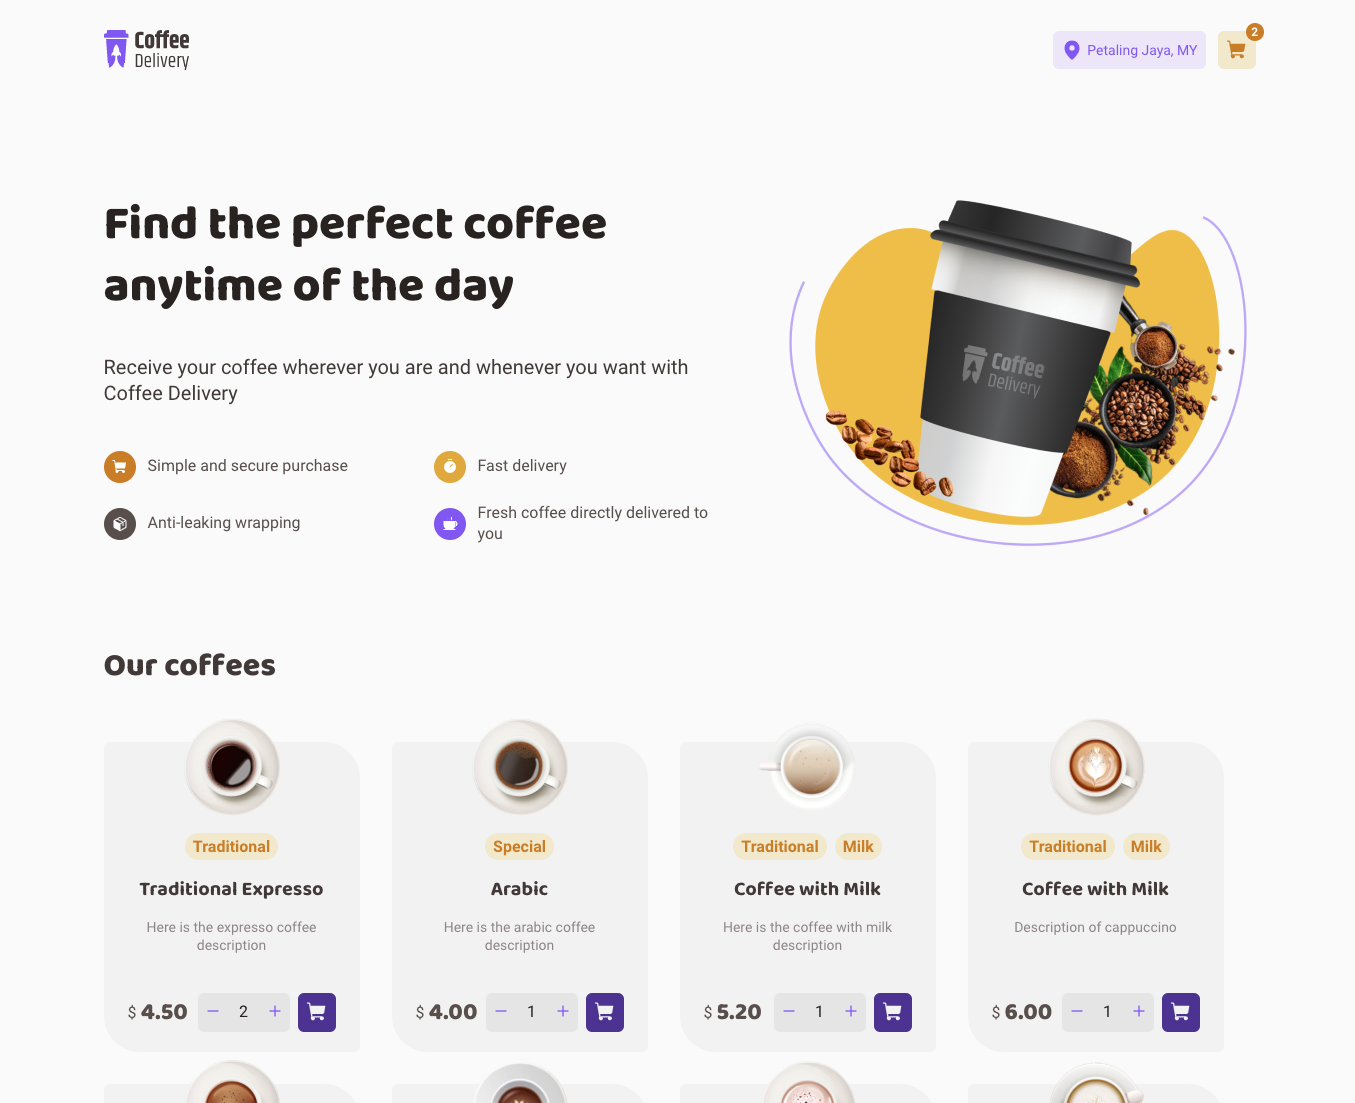 Coffee
Delivery
Petaling Jaya, MY
2
Find the perfect coffee
anytime of the day
Receive your coffee wherever you are and whenever you want with
Coffee Delivery
Simple and secure purchase
Fast delivery
Anti-leaking wrapping
Fresh coffee directly delivered to
you
Coffee
Delivery
Our coffees
Traditional
Traditional Expresso
Here is the expresso coffee
description
$ 4.50 − 2 +
Special
Arabic
Here is the arabic coffee
description
$ 4.00 − 1 +
Traditional Milk
Coffee with Milk
Here is the coffee with milk
description
$ 5.20 − 1 +
Traditional Milk
Coffee with Milk
Description of cappuccino
$ 6.00 − 1 +